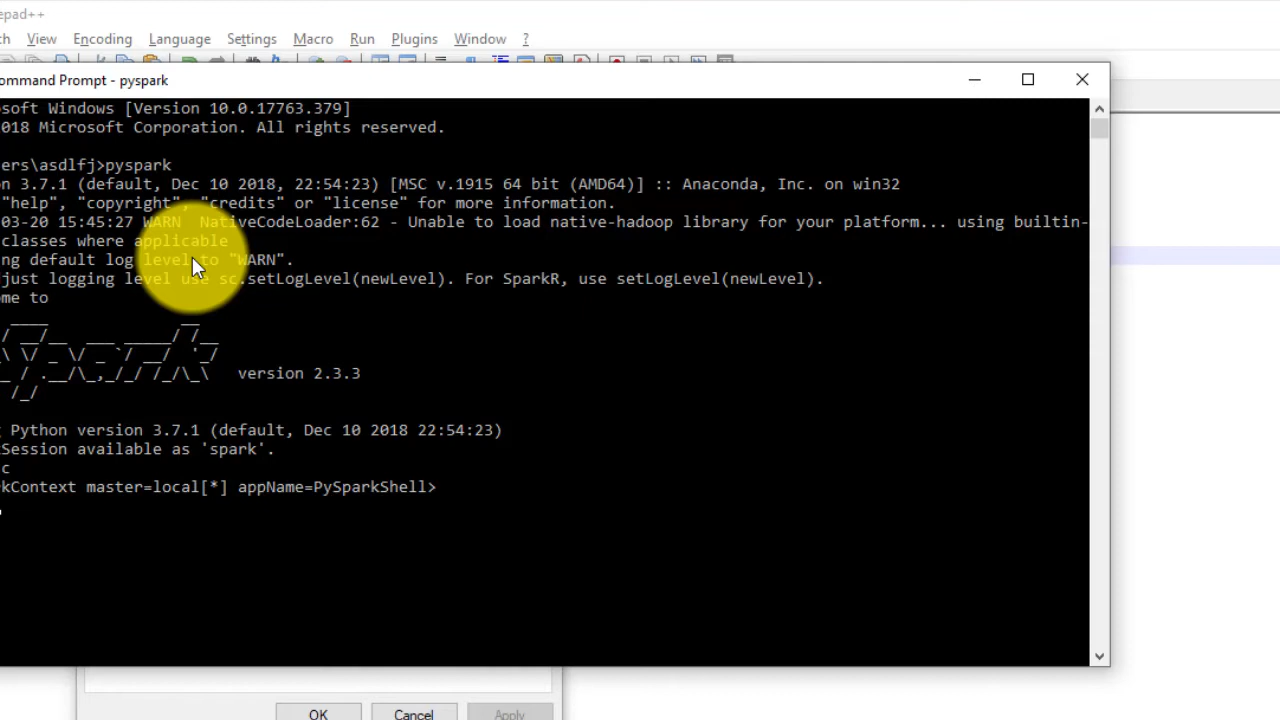 epad++
ch View Encoding Language Settings Macro Run Plugins Window ?
ommand Prompt - pyspark
osoft Windows [Version 10.0.17763.379]
018 Microsoft Corporation. All rights reserved.
ers\asdlfj>pyspark
on 3.7.1 (default, Dec 10 2018, 22:54:23) [MSC v.1915 64 bit (AMD64)] :: Anaconda, Inc. on win32
"help", "copyright", "credits" or "license" for more information.
03-20 15:45:27 WARN  NativeCodeLoader:62 - Unable to load native-hadoop library for your platform... using builtin-
classes where applicable
ng default log level to "WARN".
just logging level use sc.setLogLevel(newLevel). For SparkR, use setLogLevel(newLevel).
ome to
Spark version 2.3.3
g Python version 3.7.1 (default, Dec 10 2018 22:54:23)
kSession available as 'spark'.
c
rkContext master=local[*] appName=PySparkShell>
OK Cancel Apply